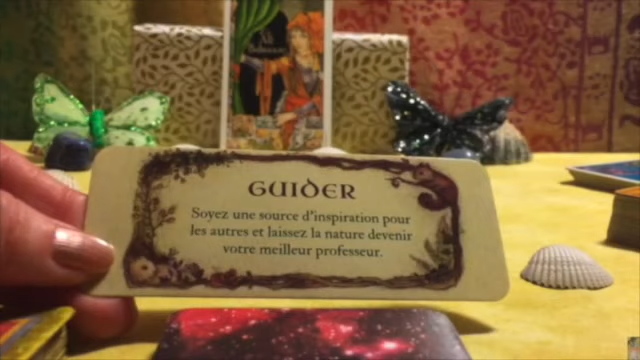 GUIDER
Soyez une source d'inspiration pour
les autres et laissez la nature devenir
votre meilleur professeur.